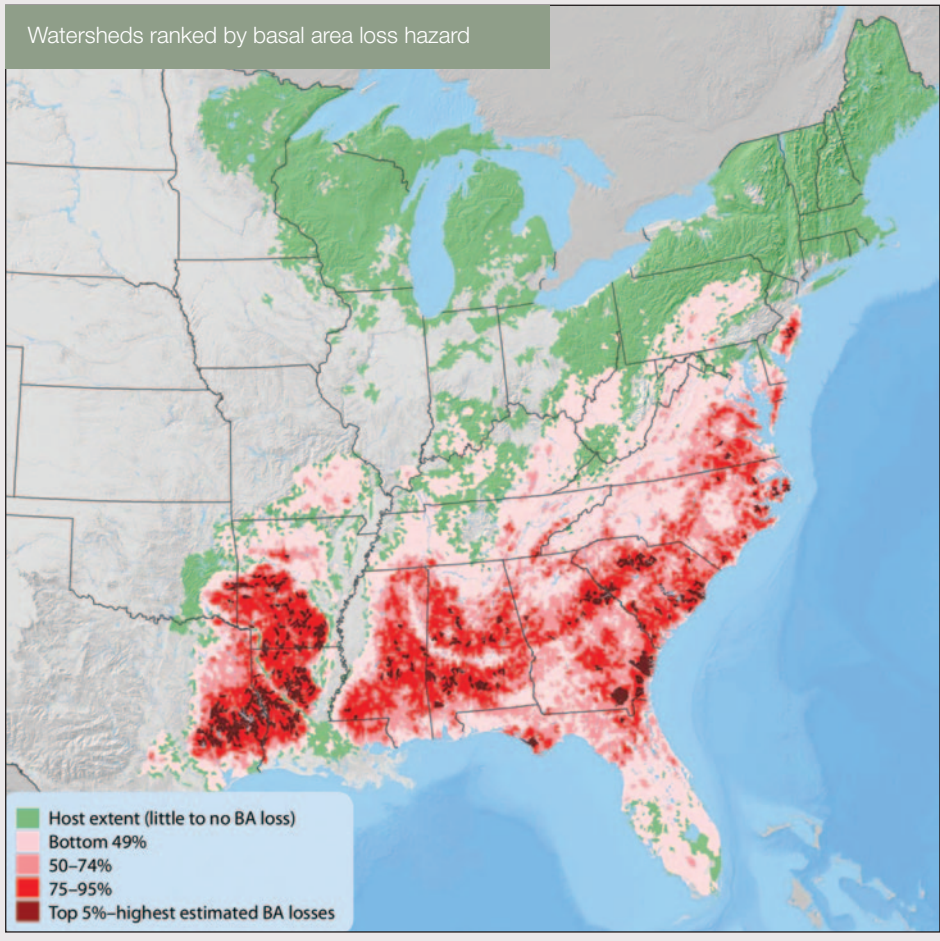 Watersheds ranked by basal area loss hazard
Host extent (little to no BA loss)
Bottom 49%
50–74%
75–95%
Top 5%–highest estimated BA losses